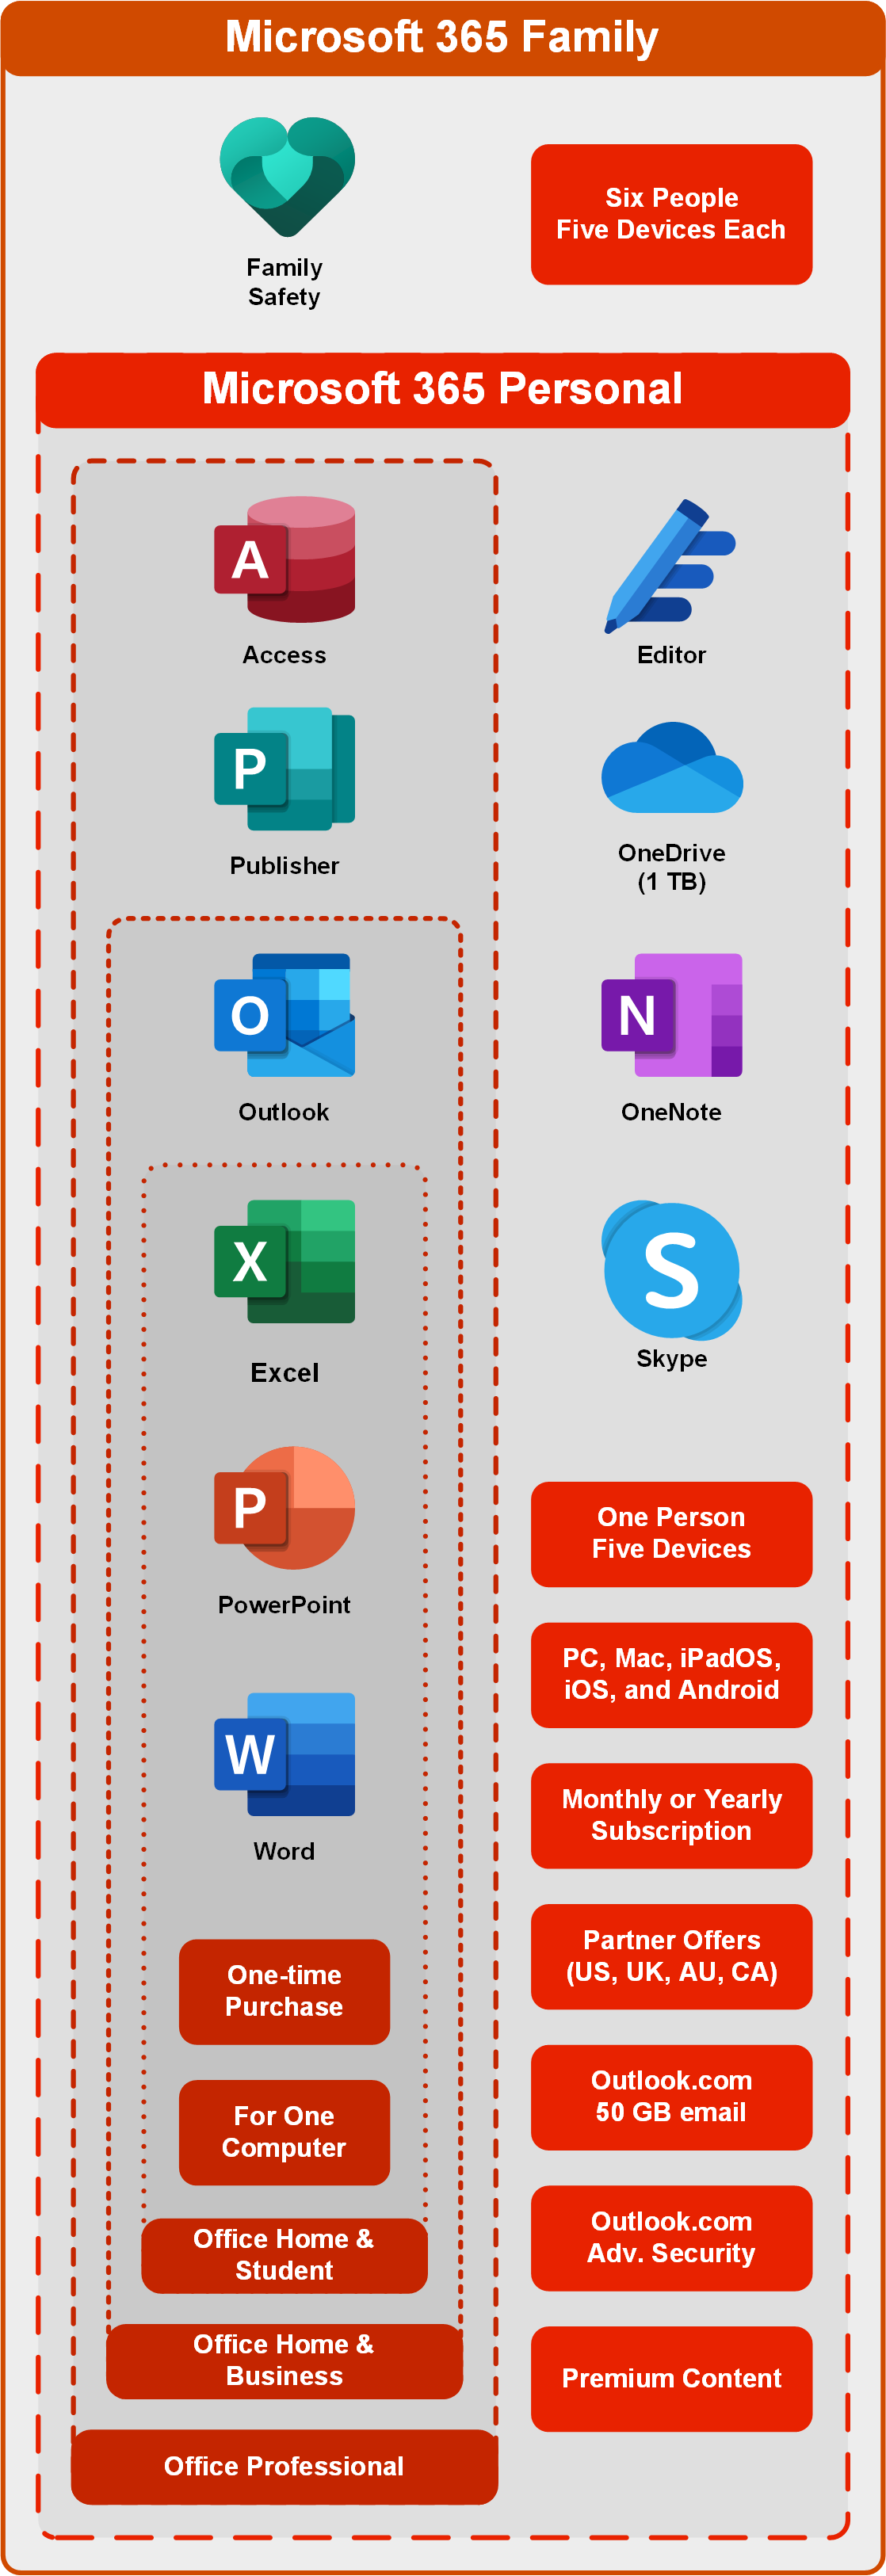 Microsoft 365 Family
Family
Safety
Six People
Five Devices Each
Microsoft 365 Personal
A
Access
P
Publisher
O
Outlook
X
Excel
P
PowerPoint
W
Word
One-time
Purchase
For One
Computer
Office Home &
Student
Office Home &
Business
Office Professional
Editor
OneDrive
(1 TB)
N
OneNote
S
Skype
One Person
Five Devices
PC, Mac, iPadOS,
iOS, and Android
Monthly or Yearly
Subscription
Partner Offers
(US, UK, AU, CA)
Outlook.com
50 GB email
Outlook.com
Adv. Security
Premium Content